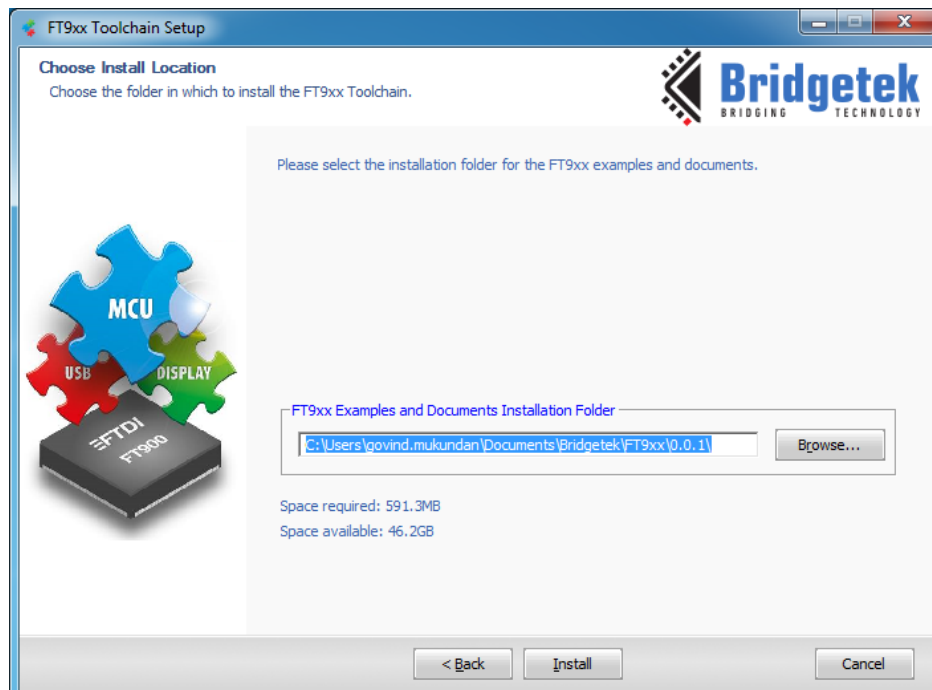 FT9xx Toolchain Setup
Choose Install Location
Choose the folder in which to install the FT9xx Toolchain.
Bridgetek
BRIDGING TECHNOLOGY
Please select the installation folder for the FT9xx examples and documents.
MCU
USB
DISPLAY
FTDI
FT900
FT9xx Examples and Documents Installation Folder
C:\Users\govind.mukundan\Documents\Bridgetek\FT9xx\0.0.1\
Browse...
Space required: 591.3MB
Space available: 46.2GB
< Back
Install
Cancel